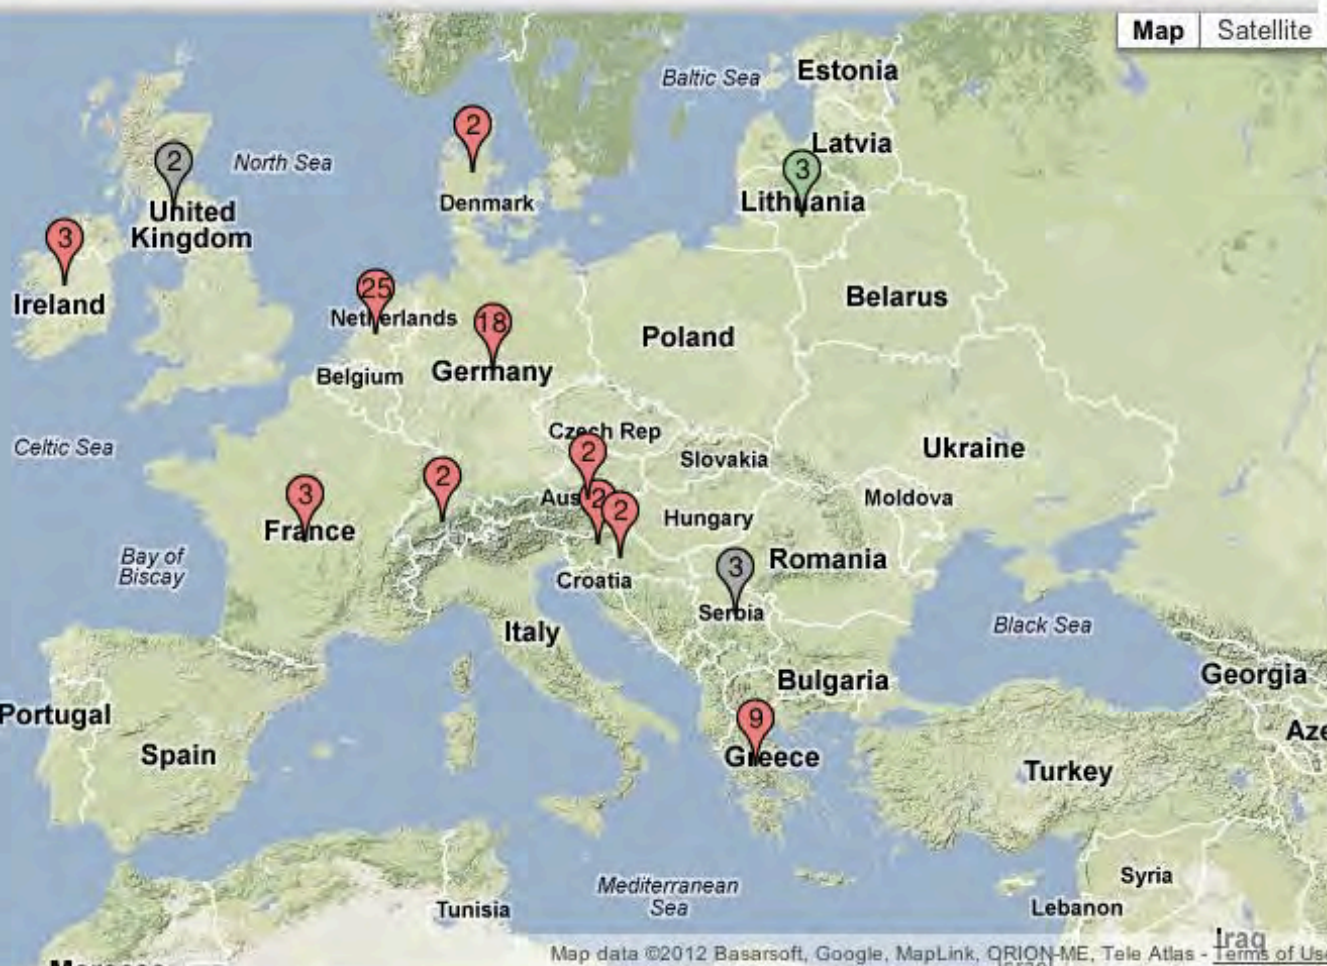 Map Satellite
Estonia
Baltic Sea
2
Latvia
2
North Sea
3
Denmark
Lithuania
United
Kingdom
3
25
Ireland
Netherlands
18
Belarus
Poland
Belgium
Germany
Czech Rep
Celtic Sea
2
Ukraine
Slovakia
2
3
Aus
2
2
Moldova
Hungary
France
Bay of
Biscay
Romania
3
Croatia
Serbia
Italy
Black Sea
Georgia
Bulgaria
Portugal
9
Aze
Spain
Greece
Turkey
Mediterranean
Sea
Syria
Tunisia
Lebanon
Iraq
Map data ©2012 Basarsoft, Google, MapLink, ORION-ME, Tele Atlas - Terms of Use